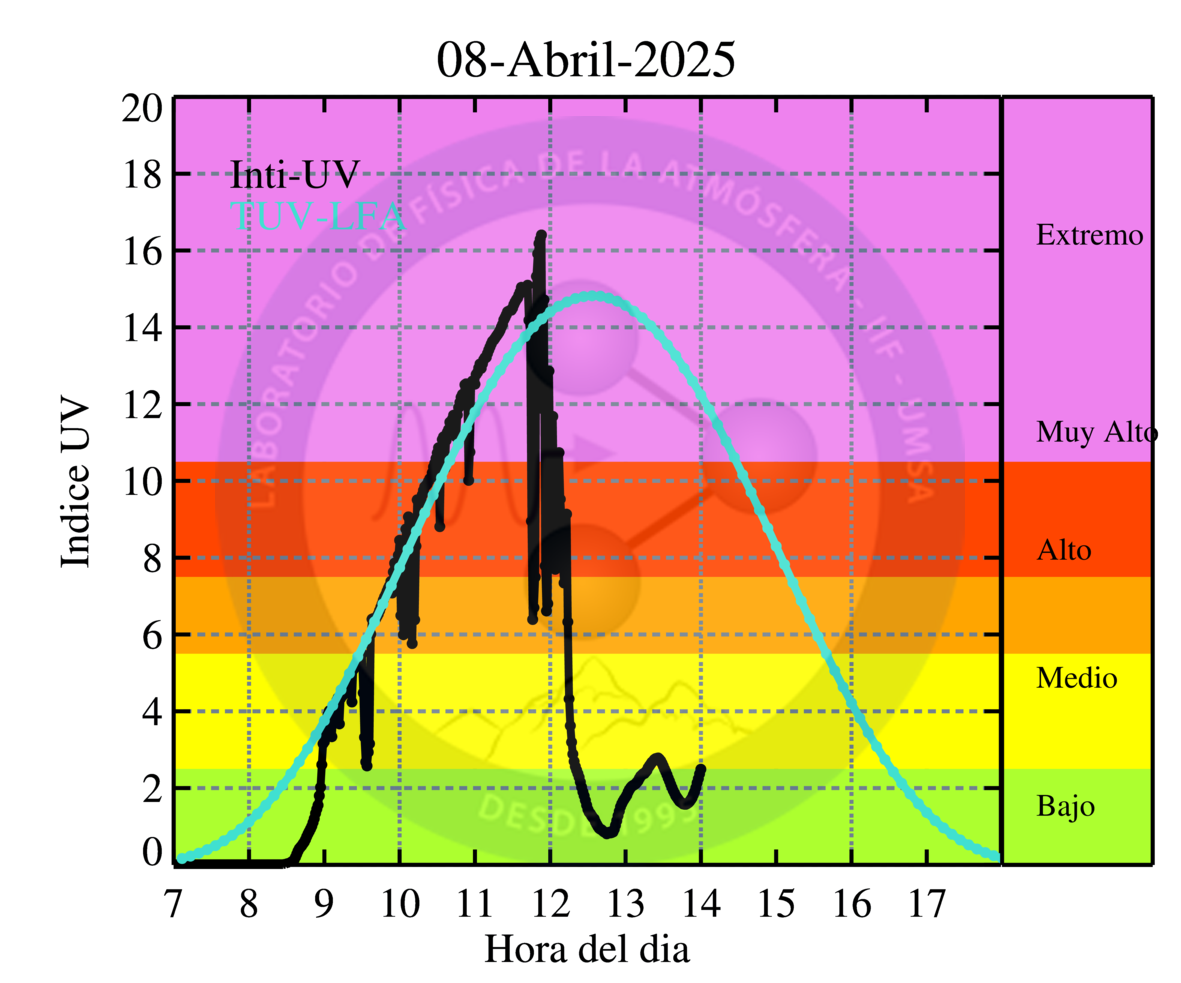 08-Abril-2025
20
18
16
14
12
10
8
6
4
2
0
Indice UV
Inti-UV
TUV-LFA
LABORATORIO DE FÍSICA DE LA ATMÓSFERA - IIF - UMSA
DESDE 1995
Extremo
Muy Alto
Alto
Medio
Bajo
7 8 9 10 11 12 13 14 15 16 17
Hora del dia